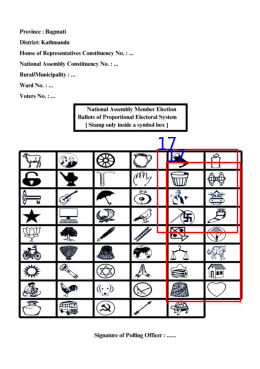 Province : Bagmati
District: Kathmandu
House of Representatives Constituency No. : ...
National Assembly Constituency No. : ...
Rural/Municipality : ...
Ward No. : ...
Voters No. : ...
National Assembly Member Election
Ballots of Proportional Electoral System
[ Stamp only inside a symbol box ]
17
17
Signature of Polling Officer : ......